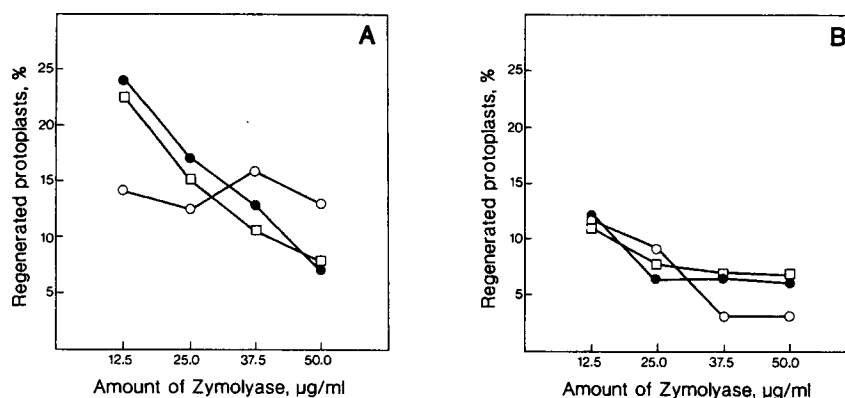 A
Regenerated protoplasts, %
25
20
15
10
5
12.5 25.0 37.5 50.0
Amount of Zymolyase, µg/ml
B
Regenerated protoplasts, %
25
20
15
10
5
12.5 25.0 37.5 50.0
Amount of Zymolyase, µg/ml